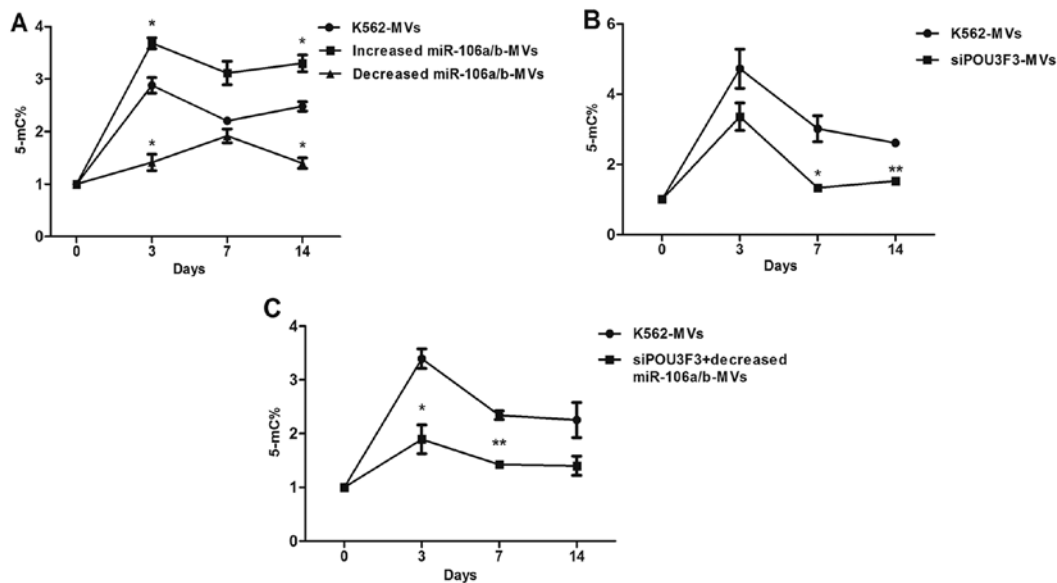 A
K562-MVs
Increased miR-106a/b-MVs
Decreased miR-106a/b-MVs
5-mC%
4
3
2
1
0
*
*
*
*
0 3 7 14
Days
B
K562-MVs
siPOU3F3-MVs
5-mC%
6
4
2
0
*
**
0 3 7 14
Days
C
K562-MVs
siPOU3F3+decreased
miR-106a/b-MVs
5-mC%
4
3
2
1
0
*
**
0 3 7 14
Days